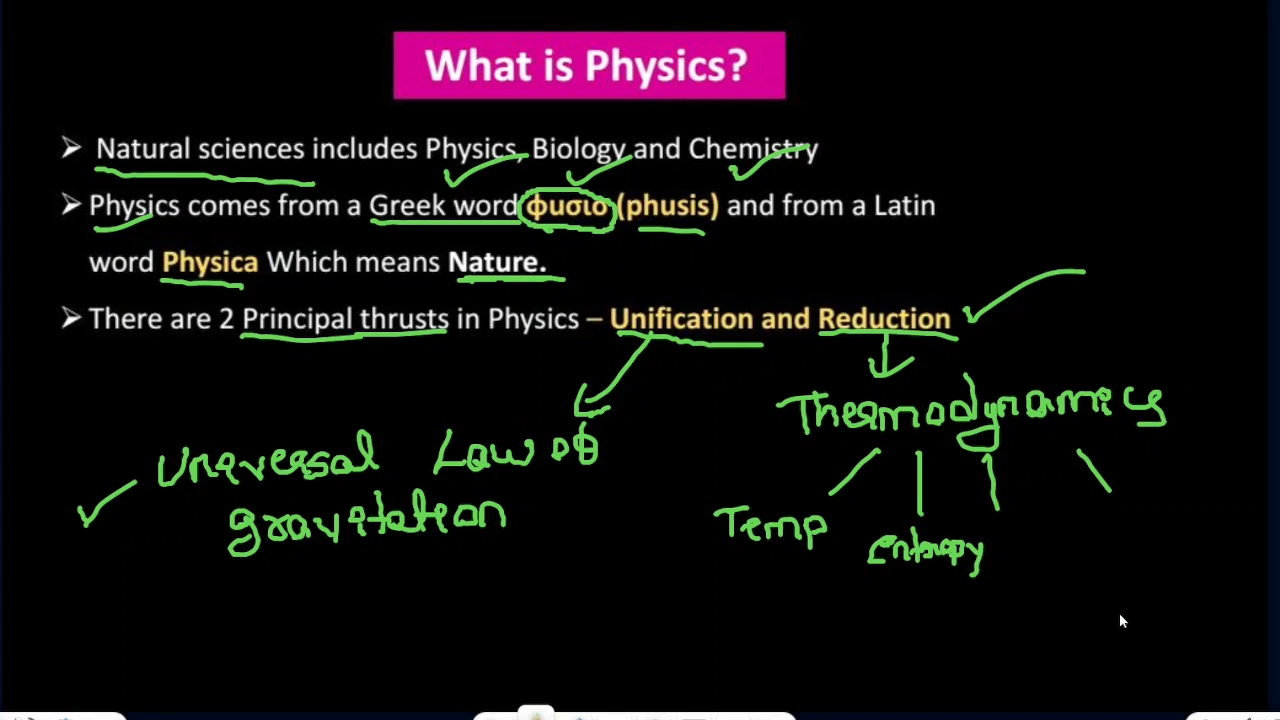 What is Physics?
➢ Natural sciences includes Physics, Biology and Chemistry
➢ Physics comes from a Greek word φυσιο (phusis) and from a Latin
word Physica Which means Nature.
➢ There are 2 Principal thrusts in Physics – Unification and Reduction
Thermodynamics
Universal Law of
gravitation
Temp
entropy